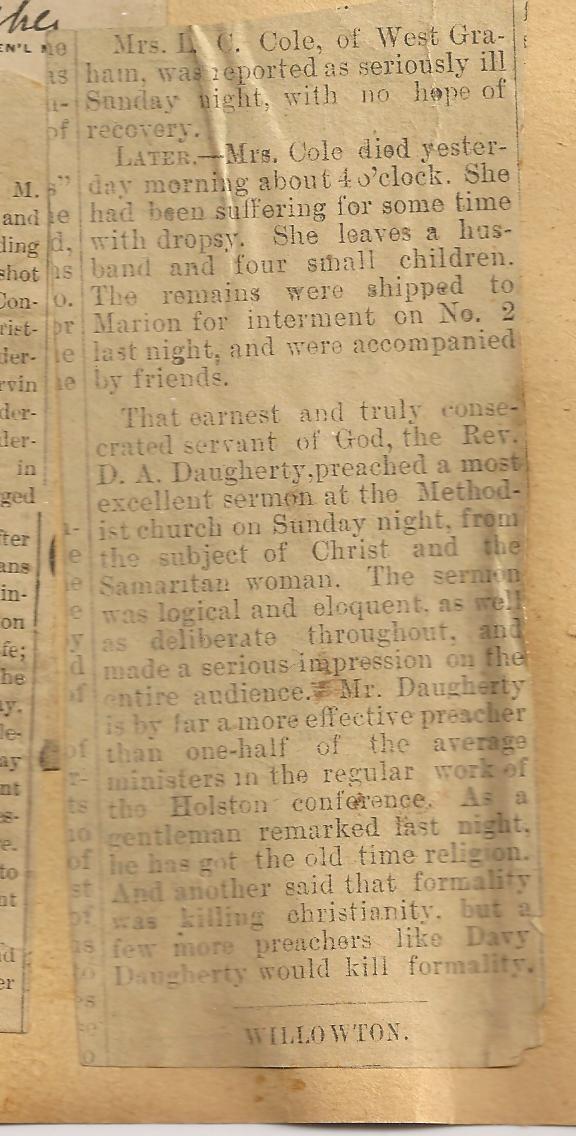 Mrs. L. C. Cole, of West Gra-
ham, was reported as seriously ill
Sunday night, with no hope of
recovery.
LATER.—Mrs. Cole died yester-
day morning about 4 o'clock. She
had been suffering for some time
with dropsy. She leaves a hus-
band and four small children.
The remains were shipped to
Marion for interment on No. 2
last night, and were accompanied
by friends.
That earnest and truly conse-
crated servant of God, the Rev.
D. A. Daugherty, preached a most
excellent sermon at the Method-
ist church on Sunday night, from
the subject of Christ and the
Samaritan woman. The sermon
was logical and eloquent, as well
as deliberate throughout, and
made a serious impression on the
entire audience. Mr. Daugherty
is by far a more effective preacher
than one-half of the average
ministers in the regular work of
the Holston conference. As a
gentleman remarked last night,
he has got the old time religion.
And another said that formality
was killing christianity, but a
few more preachers like Davy
Daugherty would kill formality.
WILLOWTON.